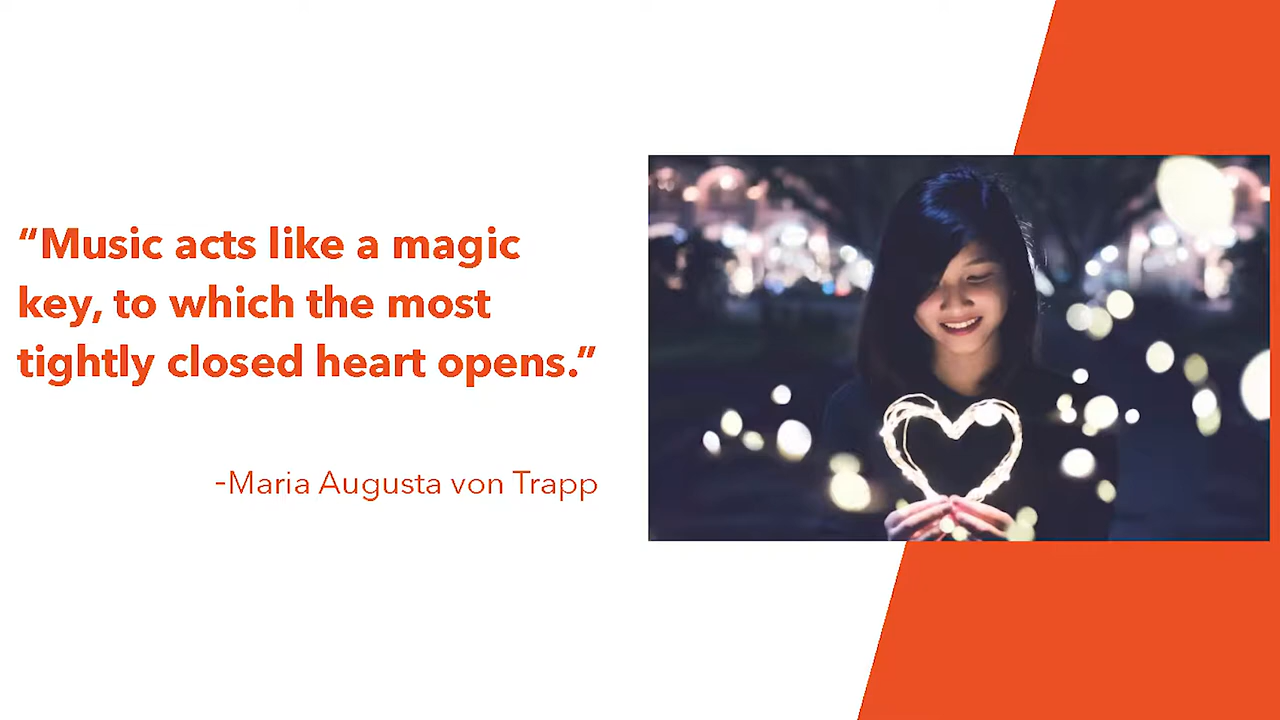 “Music acts like a magic
key, to which the most
tightly closed heart opens.”
-Maria Augusta von Trapp